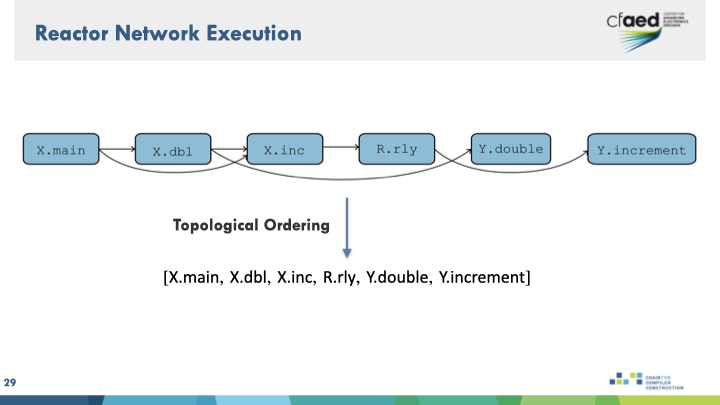 Reactor Network Execution
cfaed
CENTER FOR
ADVANCING
ELECTRONICS
DRESDEN
X.main
X.dbl
X.inc
R.rly
Y.double
Y.increment
Topological Ordering
[X.main, X.dbl, X.inc, R.rly, Y.double, Y.increment]
29
CHAIR FOR
COMPILER
CONSTRUCTION